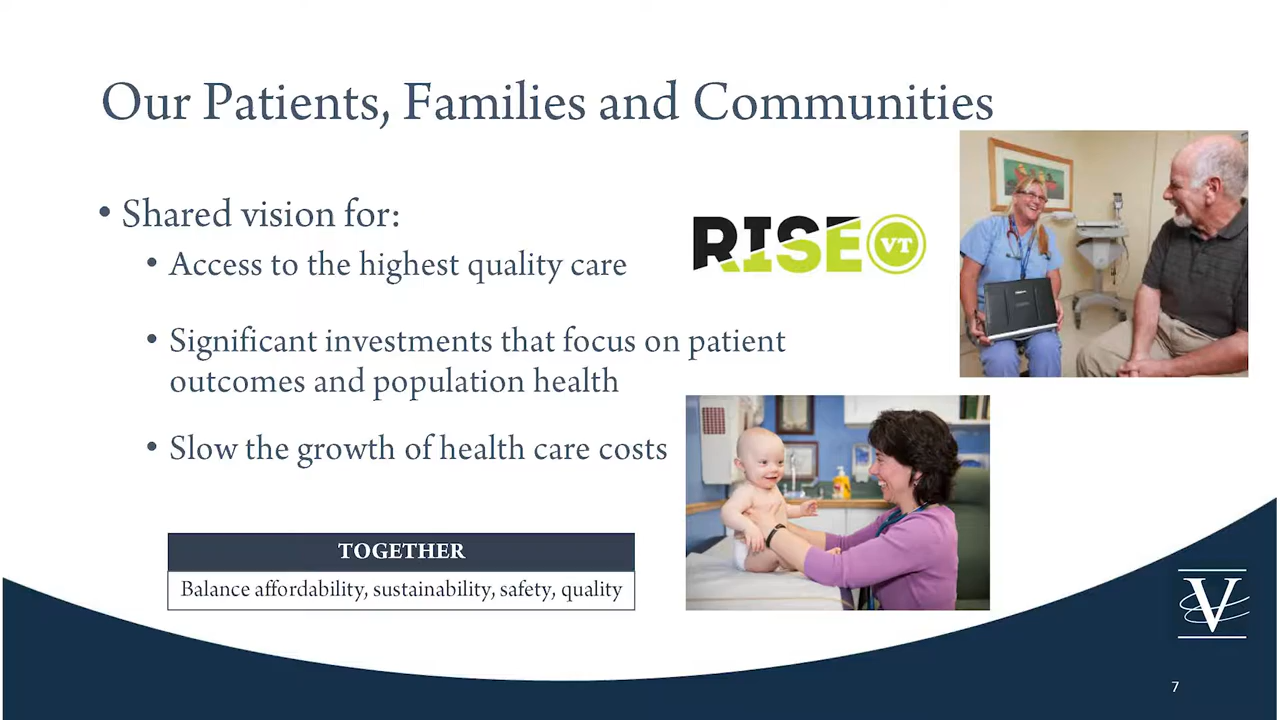 Our Patients, Families and Communities
• Shared vision for:
• Access to the highest quality care
RISE VT
• Significant investments that focus on patient
outcomes and population health
• Slow the growth of health care costs
TOGETHER
Balance affordability, sustainability, safety, quality
V
7